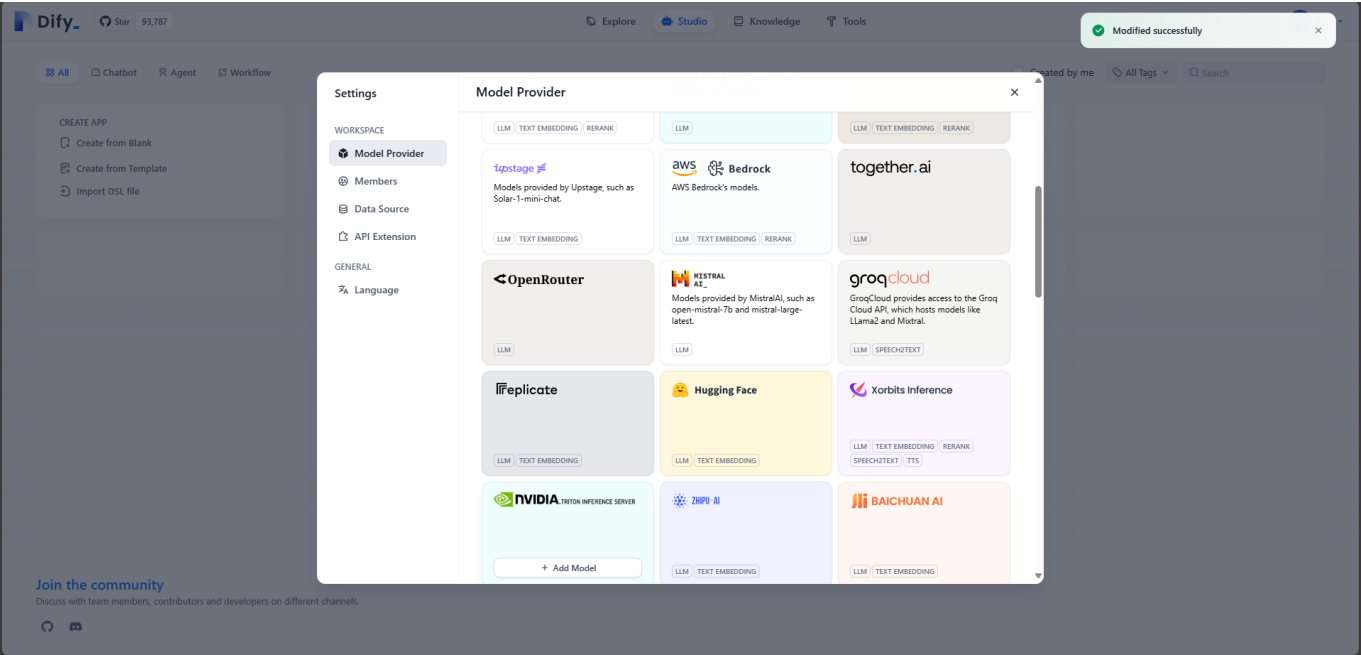 Dify_
Star 93,787
Explore
Studio
Knowledge
Tools
Modified successfully
All
Chatbot
Agent
Workflow
Created by me
All Tags
Search
CREATE APP
Create from Blank
Create from Template
Import DSL file
Settings
WORKSPACE
Model Provider
Members
Data Source
API Extension
GENERAL
Language
Model Provider
LLM TEXT EMBEDDING RERANK
LLM
LLM TEXT EMBEDDING RERANK
upstage
Models provided by Upstage, such as
Solar-1-mini-chat.
LLM TEXT EMBEDDING
aws Bedrock
AWS Bedrock's models.
LLM TEXT EMBEDDING RERANK
together.ai
LLM
OpenRouter
LLM
MISTRAL
AI_
Models provided by MistralAI, such as
open-mistral-7b and mistral-large-
latest.
LLM
groqcloud
GroqCloud provides access to the Groq
Cloud API, which hosts models like
LLama2 and Mixtral.
LLM SPEECH2TEXT
replicate
LLM TEXT EMBEDDING
Hugging Face
LLM TEXT EMBEDDING
Xorbits Inference
LLM TEXT EMBEDDING RERANK
SPEECH2TEXT TTS
NVIDIA. TRITON INFERENCE SERVER
+ Add Model
ZHIPU·AI
LLM TEXT EMBEDDING
BAICHUAN AI
LLM TEXT EMBEDDING
Join the community
Discuss with team members, contributors and developers on different channels.